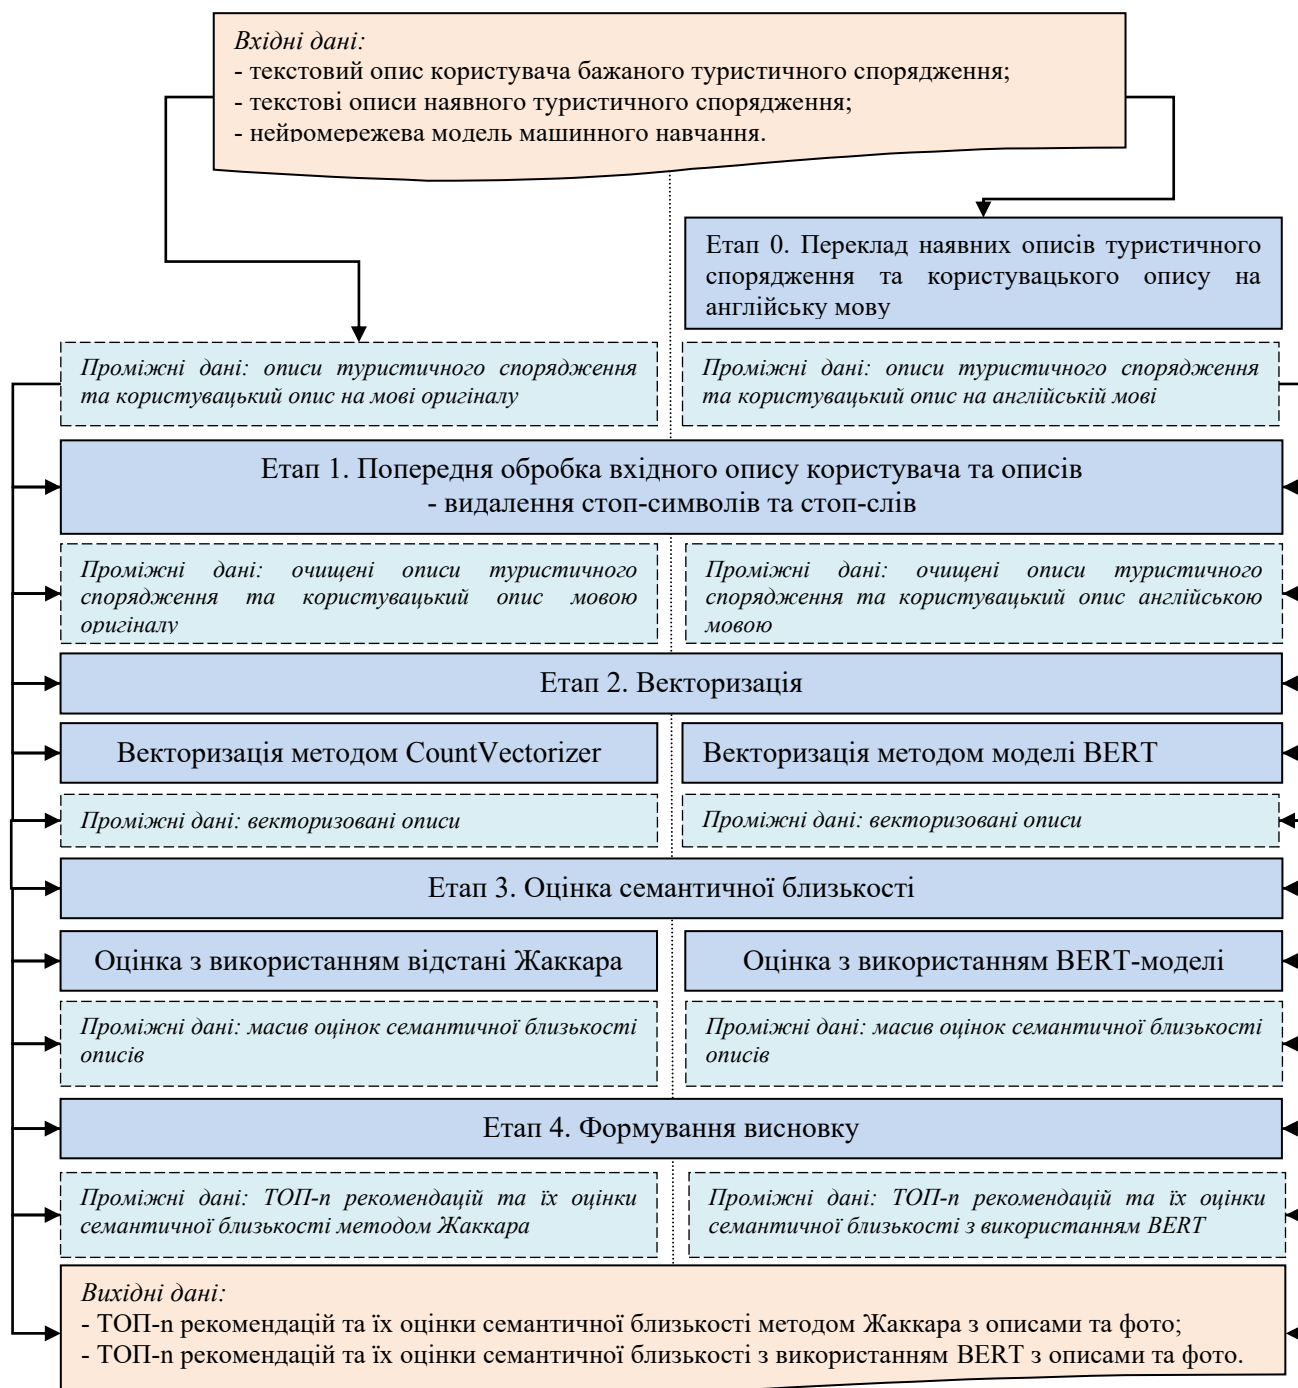 Вхідні дані:
- текстовий опис користувача бажаного туристичного спорядження;
- текстові описи наявного туристичного спорядження;
- нейромережева модель машинного навчання.
Етап 0. Переклад наявних описів туристичного
спорядження та користувацького опису на
англійську мову
Проміжні дані: описи туристичного спорядження
та користувацький опис на мові оригіналу
Проміжні дані: описи туристичного спорядження
та користувацький опис на англійській мові
Етап 1. Попередня обробка вхідного опису користувача та описів
- видалення стоп-символів та стоп-слів
Проміжні дані: очищені описи туристичного
спорядження та користувацький опис мовою
оригіналу
Проміжні дані: очищені описи туристичного
спорядження та користувацький опис англійською
мовою
Етап 2. Векторизація
Векторизація методом CountVectorizer
Векторизація методом моделі BERT
Проміжні дані: векторизовані описи
Проміжні дані: векторизовані описи
Етап 3. Оцінка семантичної близькості
Оцінка з використанням відстані Жаккара
Оцінка з використанням BERT-моделі
Проміжні дані: масив оцінок семантичної близькості
описів
Проміжні дані: масив оцінок семантичної близькості
описів
Етап 4. Формування висновку
Проміжні дані: ТОП-n рекомендацій та їх оцінки
семантичної близькості методом Жаккара
Проміжні дані: ТОП-n рекомендацій та їх оцінки
семантичної близькості з використанням BERT
Вихідні дані:
- ТОП-n рекомендацій та їх оцінки семантичної близькості методом Жаккара з описами та фото;
- ТОП-n рекомендацій та їх оцінки семантичної близькості з використанням BERT з описами та фото.